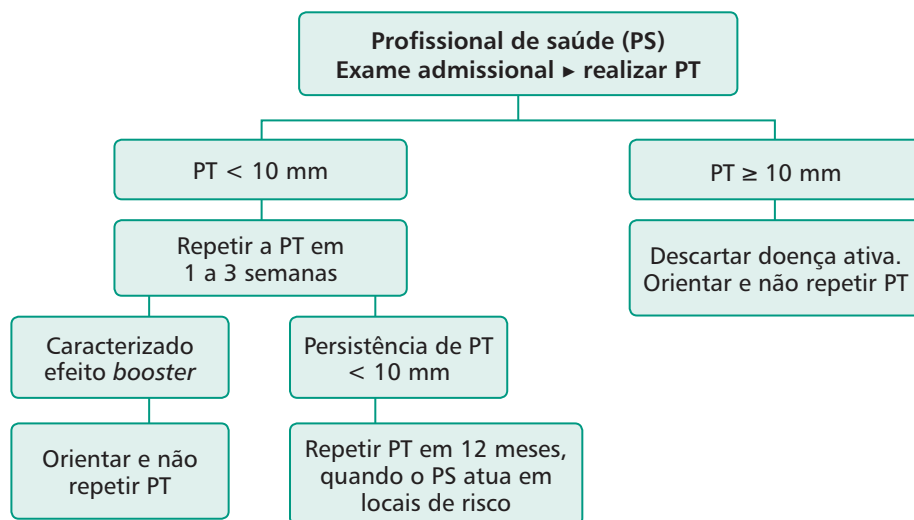 Profissional de saúde (PS)
Exame admissional ▸ realizar PT
PT < 10 mm
PT ≥ 10 mm
Repetir a PT em
1 a 3 semanas
Descartar doença ativa.
Orientar e não repetir PT
Caracterizado
efeito booster
Persistência de PT
< 10 mm
Orientar e não
repetir PT
Repetir PT em 12 meses,
quando o PS atua em
locais de risco